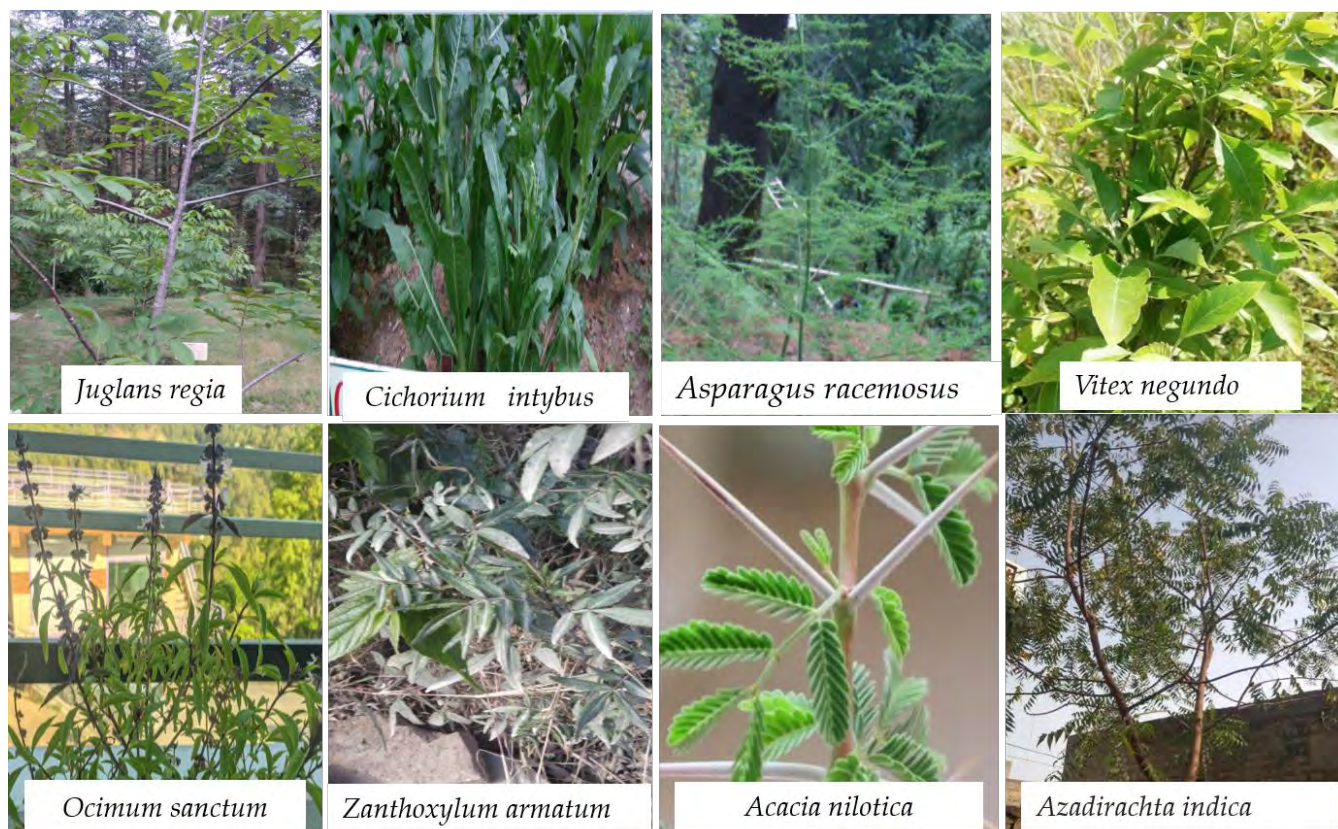 Juglans regia
Cichorium intybus
Asparagus racemosus
Vitex negundo
Ocimum sanctum
Zanthoxylum armatum
Acacia nilotica
Azadirachta indica